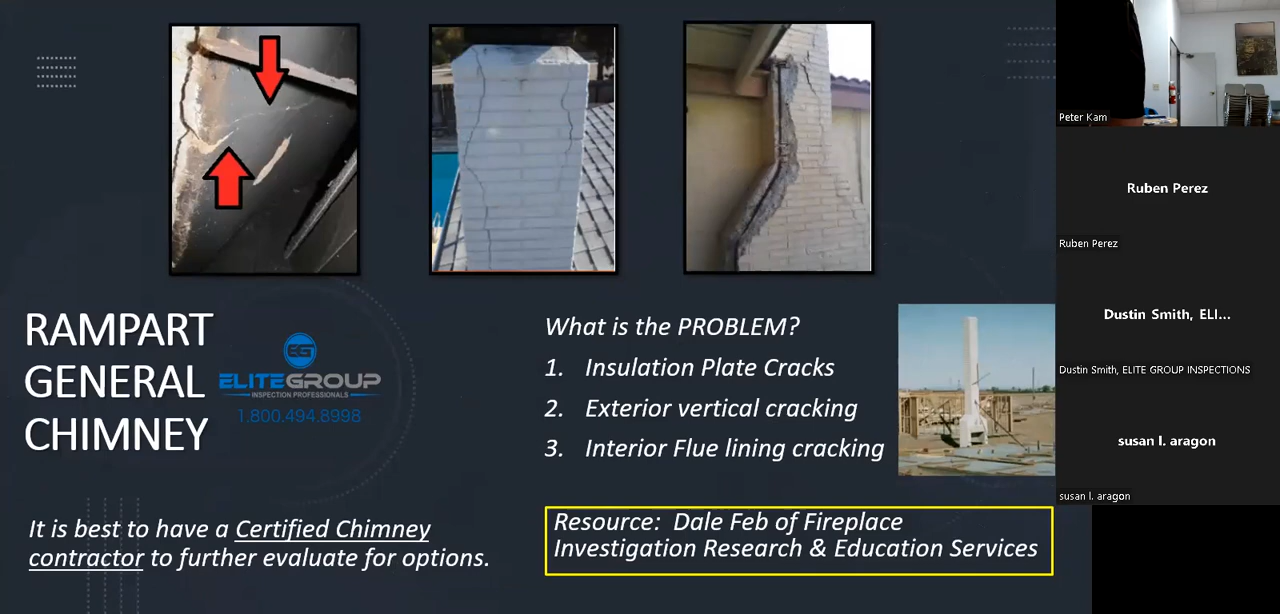 RAMPART
GENERAL
CHIMNEY
EG
ELITEGROUP
INSPECTION PROFESSIONALS
1.800.494.8998
It is best to have a Certified Chimney
contractor to further evaluate for options.
What is the PROBLEM?
1. Insulation Plate Cracks
2. Exterior vertical cracking
3. Interior Flue lining cracking
Resource: Dale Feb of Fireplace
Investigation Research & Education Services
Peter Kam
Ruben Perez
Ruben Perez
Dustin Smith, ELI...
Dustin Smith, ELITE GROUP INSPECTIONS
susan l. aragon
susan l. aragon